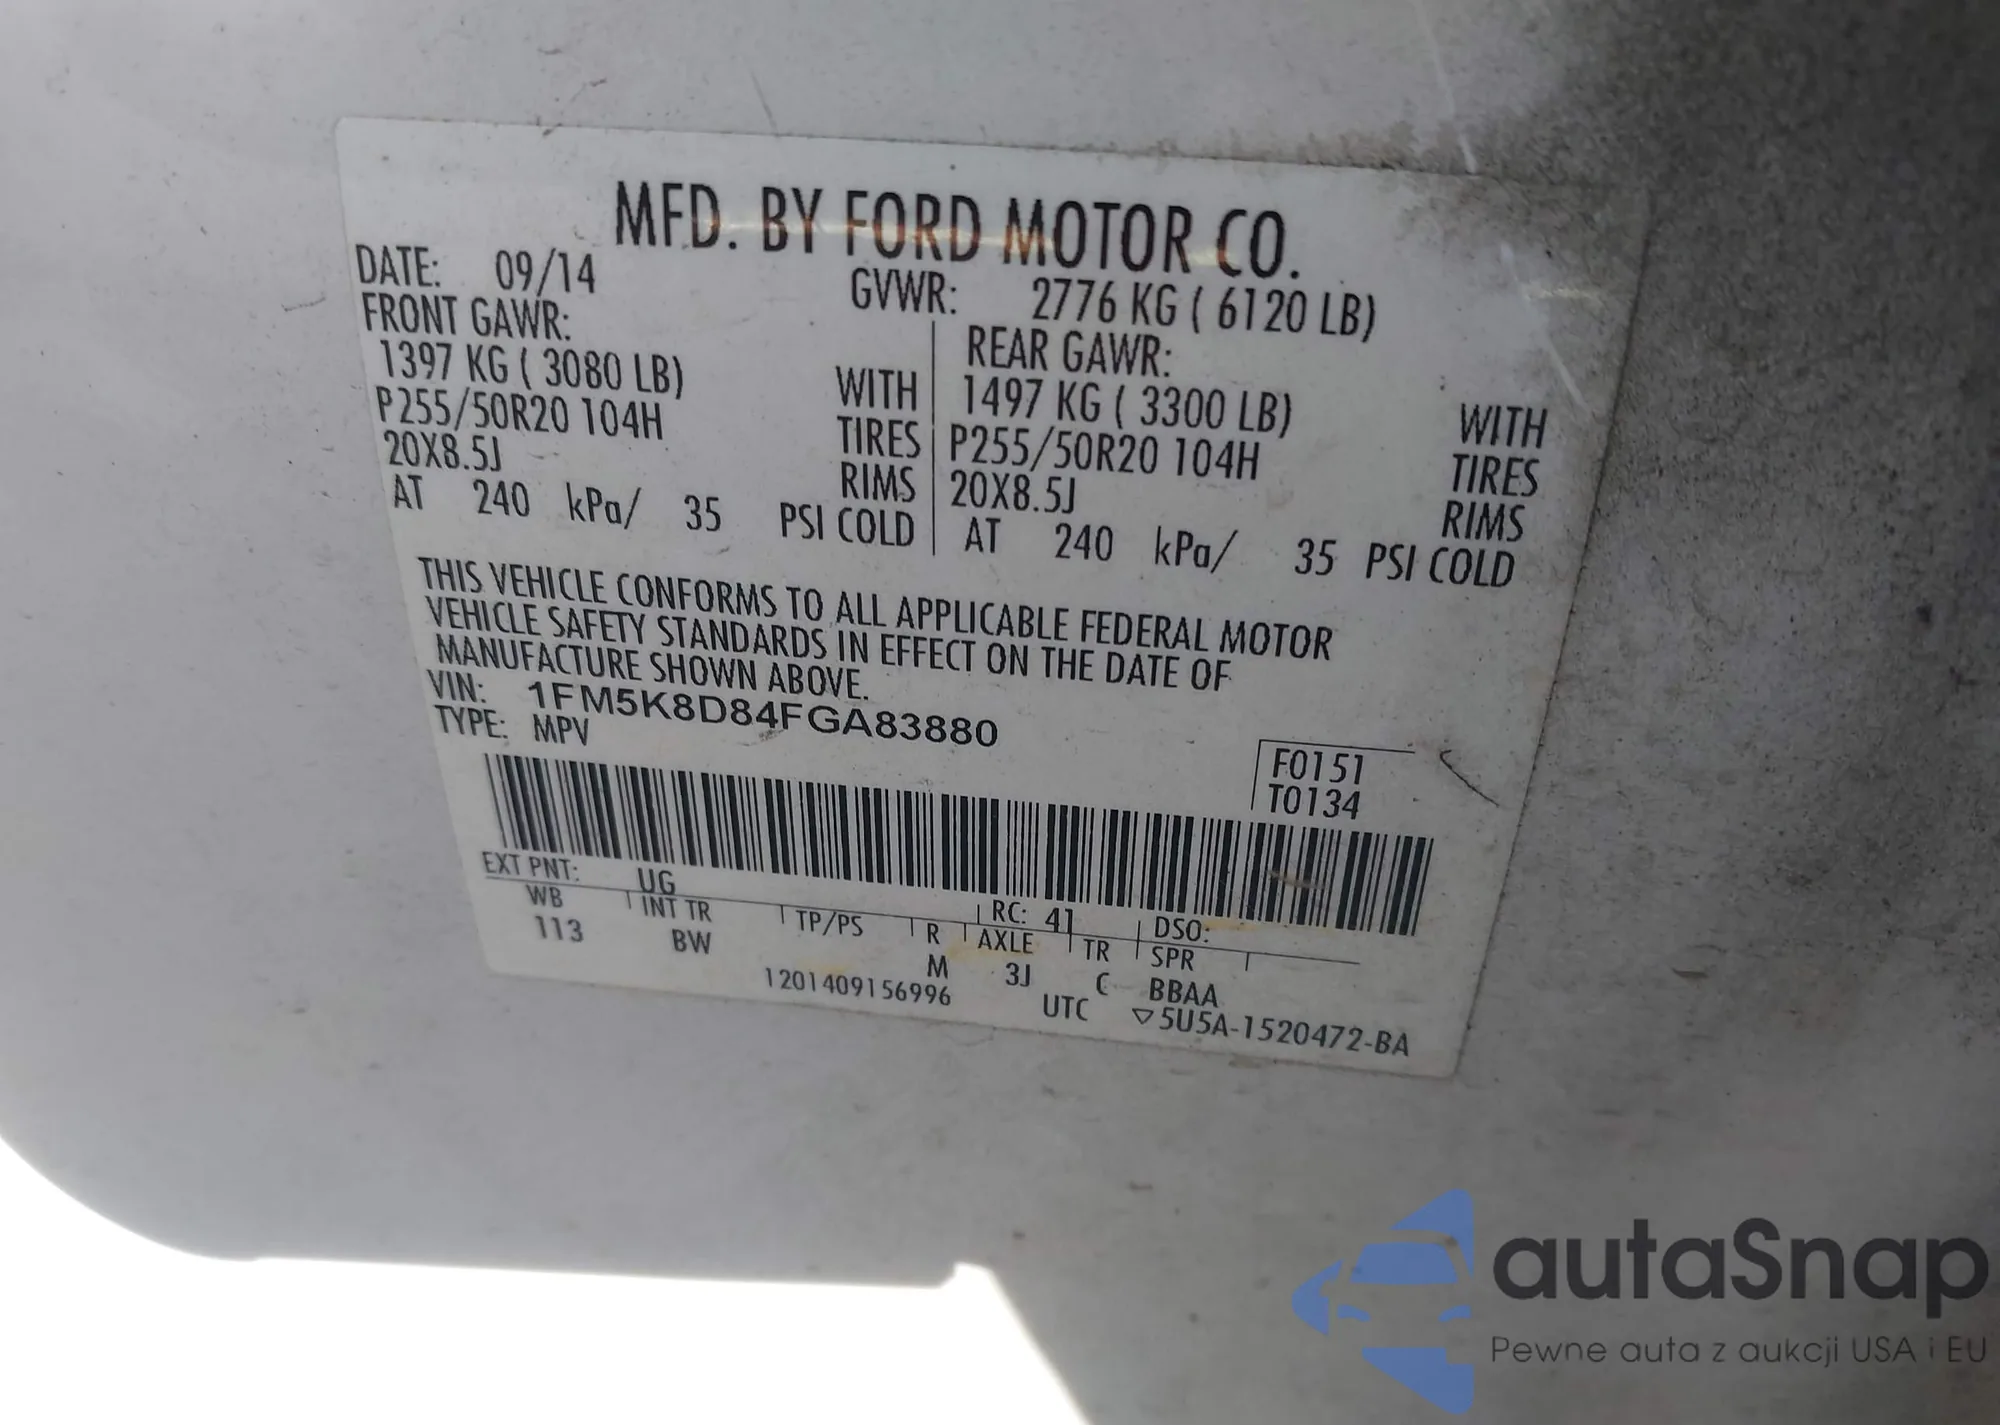 MFD. BY FORD MOTOR CO.
DATE: 09/14 GVWR: 2776 KG ( 6120 LB)
FRONT GAWR: REAR GAWR:
1397 KG ( 3080 LB) WITH 1497 KG ( 3300 LB) WITH
P255/50R20 104H TIRES P255/50R20 104H TIRES
20X8.5J RIMS 20X8.5J RIMS
AT 240 kPa/ 35 PSI COLD AT 240 kPa/ 35 PSI COLD
THIS VEHICLE CONFORMS TO ALL APPLICABLE FEDERAL MOTOR
VEHICLE SAFETY STANDARDS IN EFFECT ON THE DATE OF
MANUFACTURE SHOWN ABOVE.
VIN: 1FM5K8D84FGA83880
TYPE: MPV
F0151
T0134
EXT PNT: UG RC: 41 DSO:
WB INT TR TP/PS R AXLE TR SPR
113 BW M 3J C BBAA
1201409156996 UTC ▽5U5A-1520472-BA
autaSnap
Pewne auta z aukcji USA i EU